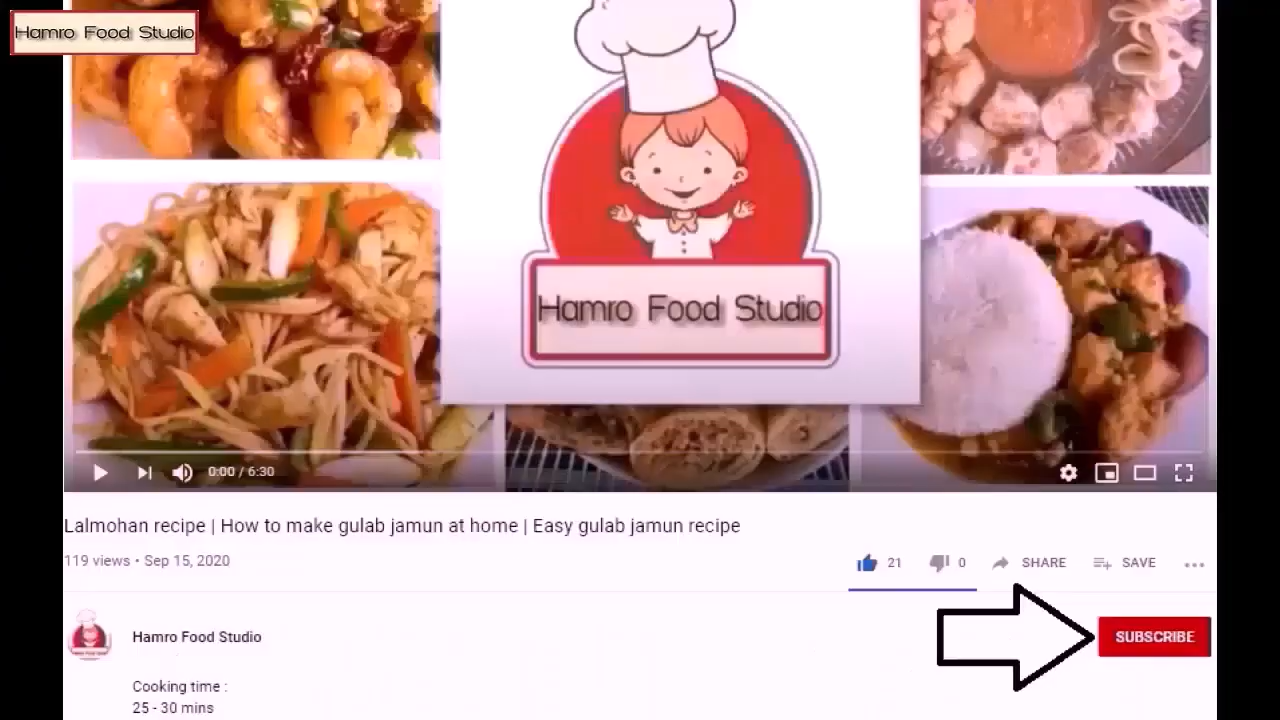 Hamro Food Studio
Hamro Food Studio
0:00 / 6:30
Lalmohan recipe | How to make gulab jamun at home | Easy gulab jamun recipe
119 views • Sep 15, 2020
21 0 SHARE SAVE
Hamro Food Studio
SUBSCRIBE
Cooking time :
25 - 30 mins